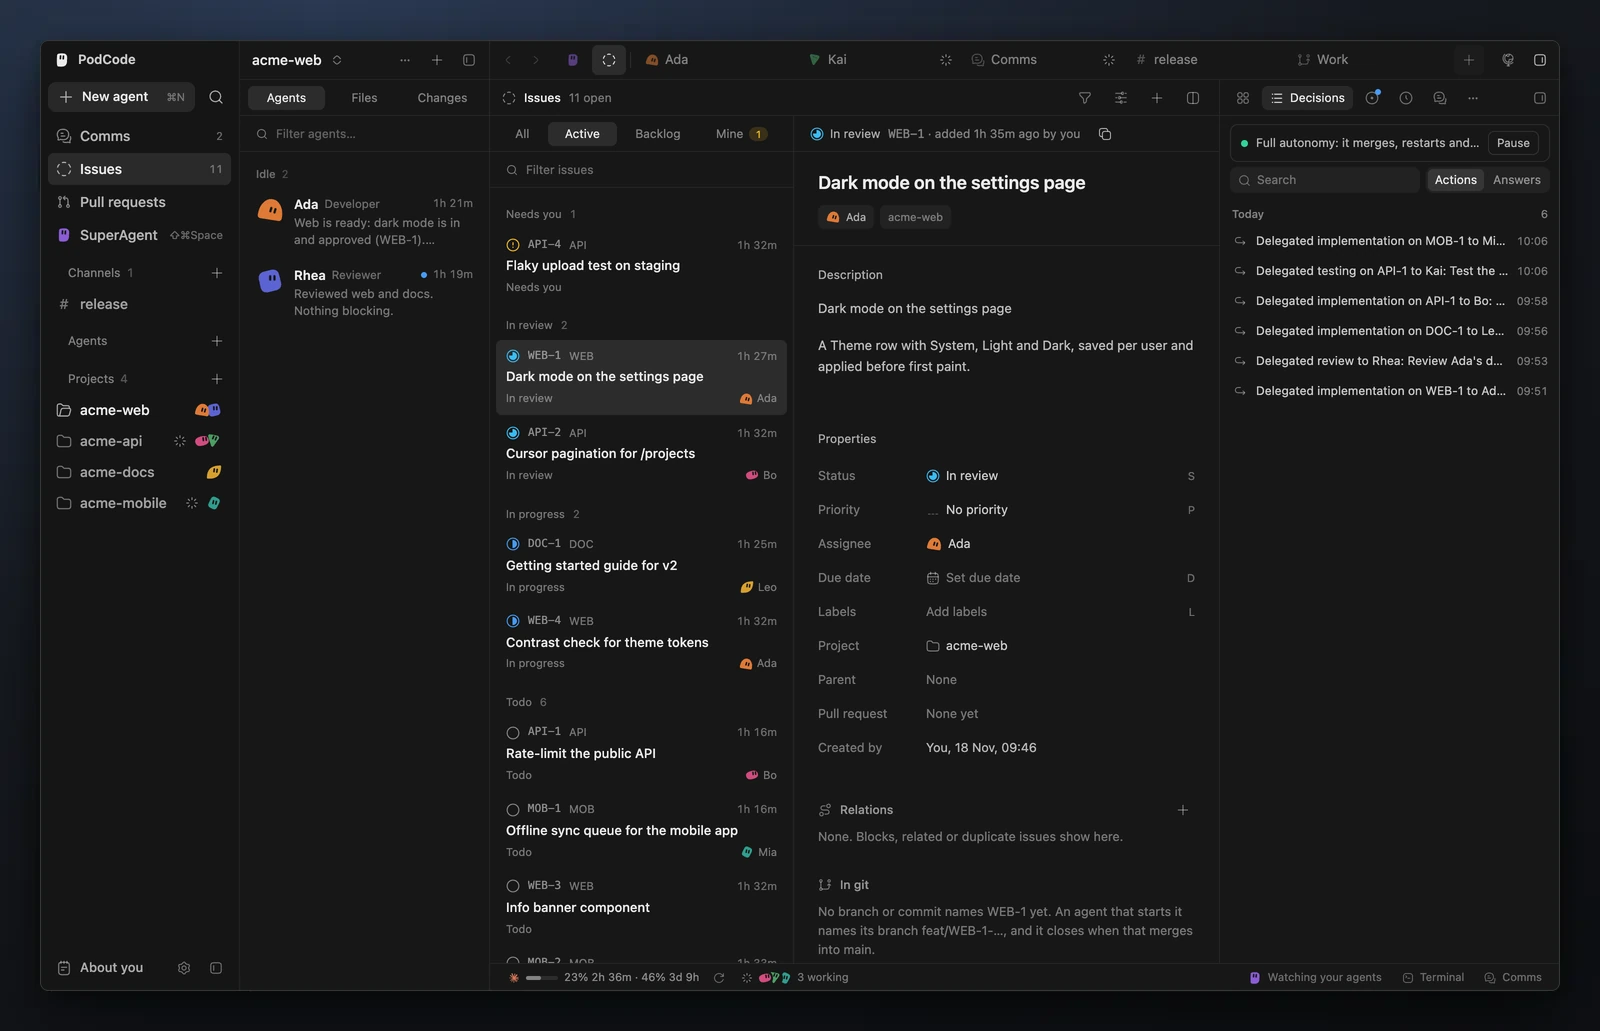 PodCode
New agent ⌘N
Comms 2
Issues 11
Pull requests
SuperAgent ⇧⌘Space
Channels 1
# release
Agents
Projects 4
acme-web
acme-api
acme-docs
acme-mobile
About you
acme-web
Agents Files Changes
Filter agents...
Idle 2
Ada Developer 1h 21m
Web is ready: dark mode is in
and approved (WEB-1)....
Rhea Reviewer 1h 19m
Reviewed web and docs.
Nothing blocking.
Ada Kai Comms # release Work
Issues 11 open
All Active Backlog Mine 1
Filter issues
Needs you 1
API-4 API 1h 32m
Flaky upload test on staging
Needs you
In review 2
WEB-1 WEB 1h 27m
Dark mode on the settings page
In review Ada
API-2 API 1h 32m
Cursor pagination for /projects
In review Bo
In progress 2
DOC-1 DOC 1h 25m
Getting started guide for v2
In progress Leo
WEB-4 WEB 1h 32m
Contrast check for theme tokens
In progress Ada
Todo 6
API-1 API 1h 16m
Rate-limit the public API
Todo Bo
MOB-1 MOB 1h 16m
Offline sync queue for the mobile app
Todo Mia
WEB-3 WEB 1h 32m
Info banner component
Todo
MOB-2 MOB 1h 33m
In review WEB-1 · added 1h 35m ago by you
Dark mode on the settings page
Ada acme-web
Description
Dark mode on the settings page
A Theme row with System, Light and Dark, saved per user and
applied before first paint.
Properties
Status In review S
Priority No priority P
Assignee Ada
Due date Set due date D
Labels Add labels L
Project acme-web
Parent None
Pull request None yet
Created by You, 18 Nov, 09:46
Relations
None. Blocks, related or duplicate issues show here.
In git
No branch or commit names WEB-1 yet. An agent that starts it
names its branch feat/WEB-1-..., and it closes when that merges
into main.
Decisions
Full autonomy: it merges, restarts and... Pause
Search Actions Answers
Today 6
Delegated implementation on MOB-1 to Mi... 10:06
Delegated testing on API-1 to Kai: Test the ... 10:06
Delegated implementation on API-1 to Bo: ... 09:58
Delegated implementation on DOC-1 to Le... 09:56
Delegated review to Rhea: Review Ada's d... 09:53
Delegated implementation on WEB-1 to Ad... 09:51
23% 2h 36m · 46% 3d 9h 3 working
Watching your agents Terminal Comms